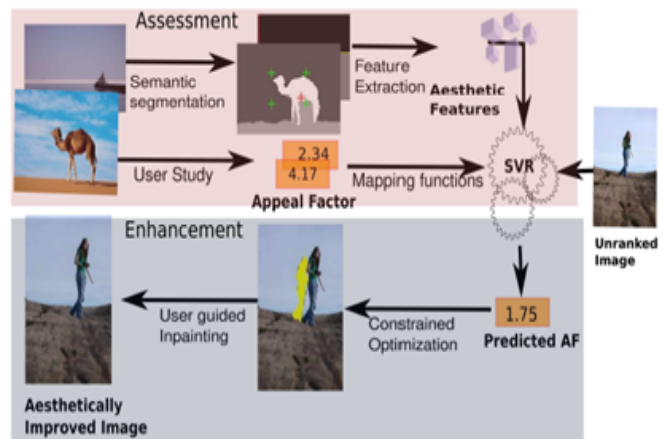 Assessment
Semantic
segmentation
Feature
Extraction
Aesthetic
Features
User Study
2.34
4.17
Appeal Factor
Mapping functions
SVR
Unranked
Image
Enhancement
User guided
Inpainting
Constrained
Optimization
1.75
Predicted AF
Aesthetically
Improved Image